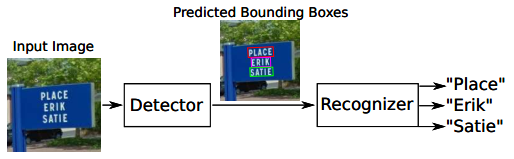 Predicted Bounding Boxes
Input Image
PLACE
ERIK
SATIE
Detector
PLACE
ERIK
SATIE
Recognizer
"Place"
"Erik"
"Satie"